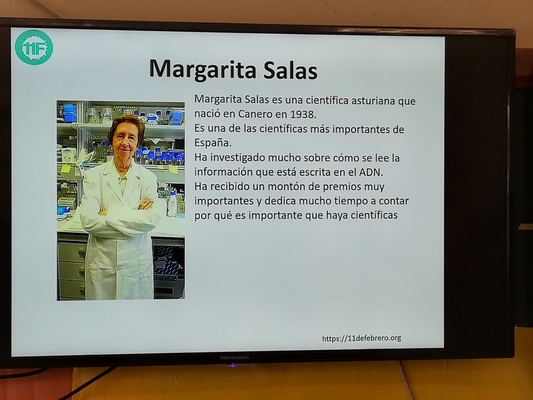 11F
Margarita Salas
Margarita Salas es una científica asturiana que
nació en Canero en 1938.
Es una de las científicas más importantes de
España.
Ha investigado mucho sobre cómo se lee la
información que está escrita en el ADN.
Ha recibido un montón de premios muy
importantes y dedica mucho tiempo a contar
por qué es importante que haya científicas
https://11defebrero.org